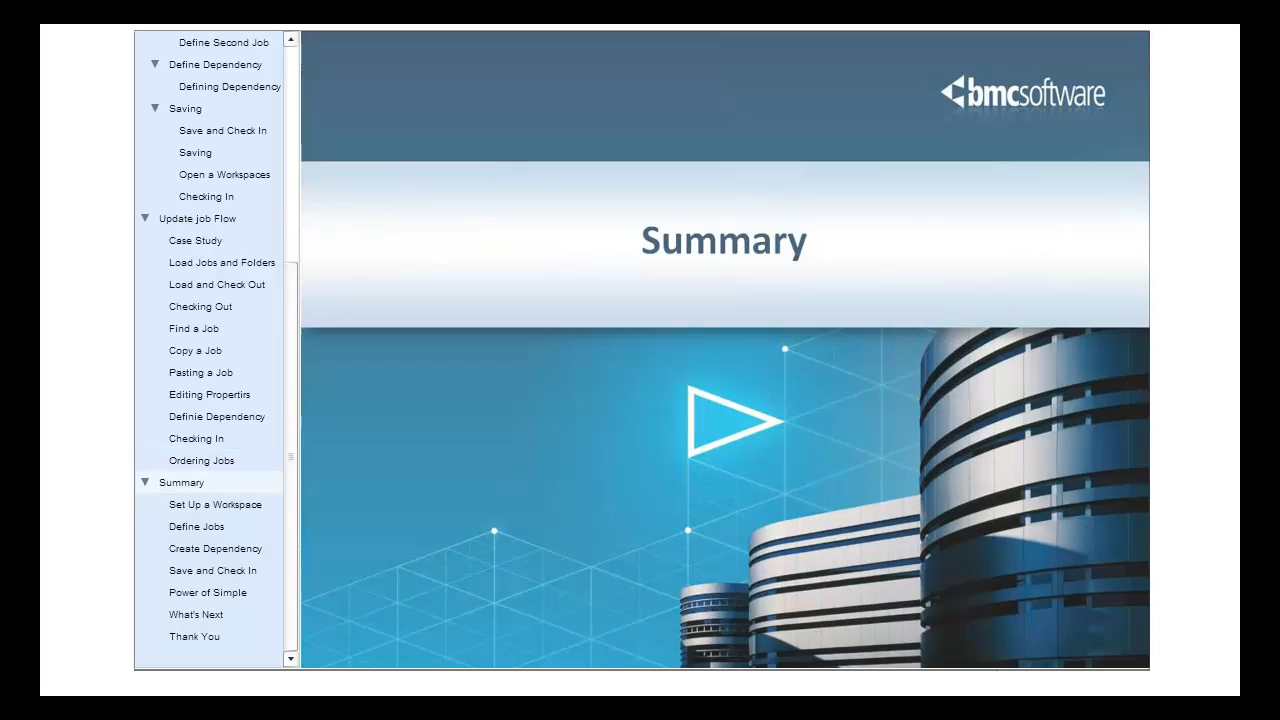 Define Second Job
Define Dependency
Defining Dependency
Saving
Save and Check In
Saving
Open a Workspaces
Checking In
Update job Flow
Case Study
Load Jobs and Folders
Load and Check Out
Checking Out
Find a Job
Copy a Job
Pasting a Job
Editing Propertirs
Definie Dependency
Checking In
Ordering Jobs
Summary
Set Up a Workspace
Define Jobs
Create Dependency
Save and Check In
Power of Simple
What's Next
Thank You
bmcsoftware
Summary